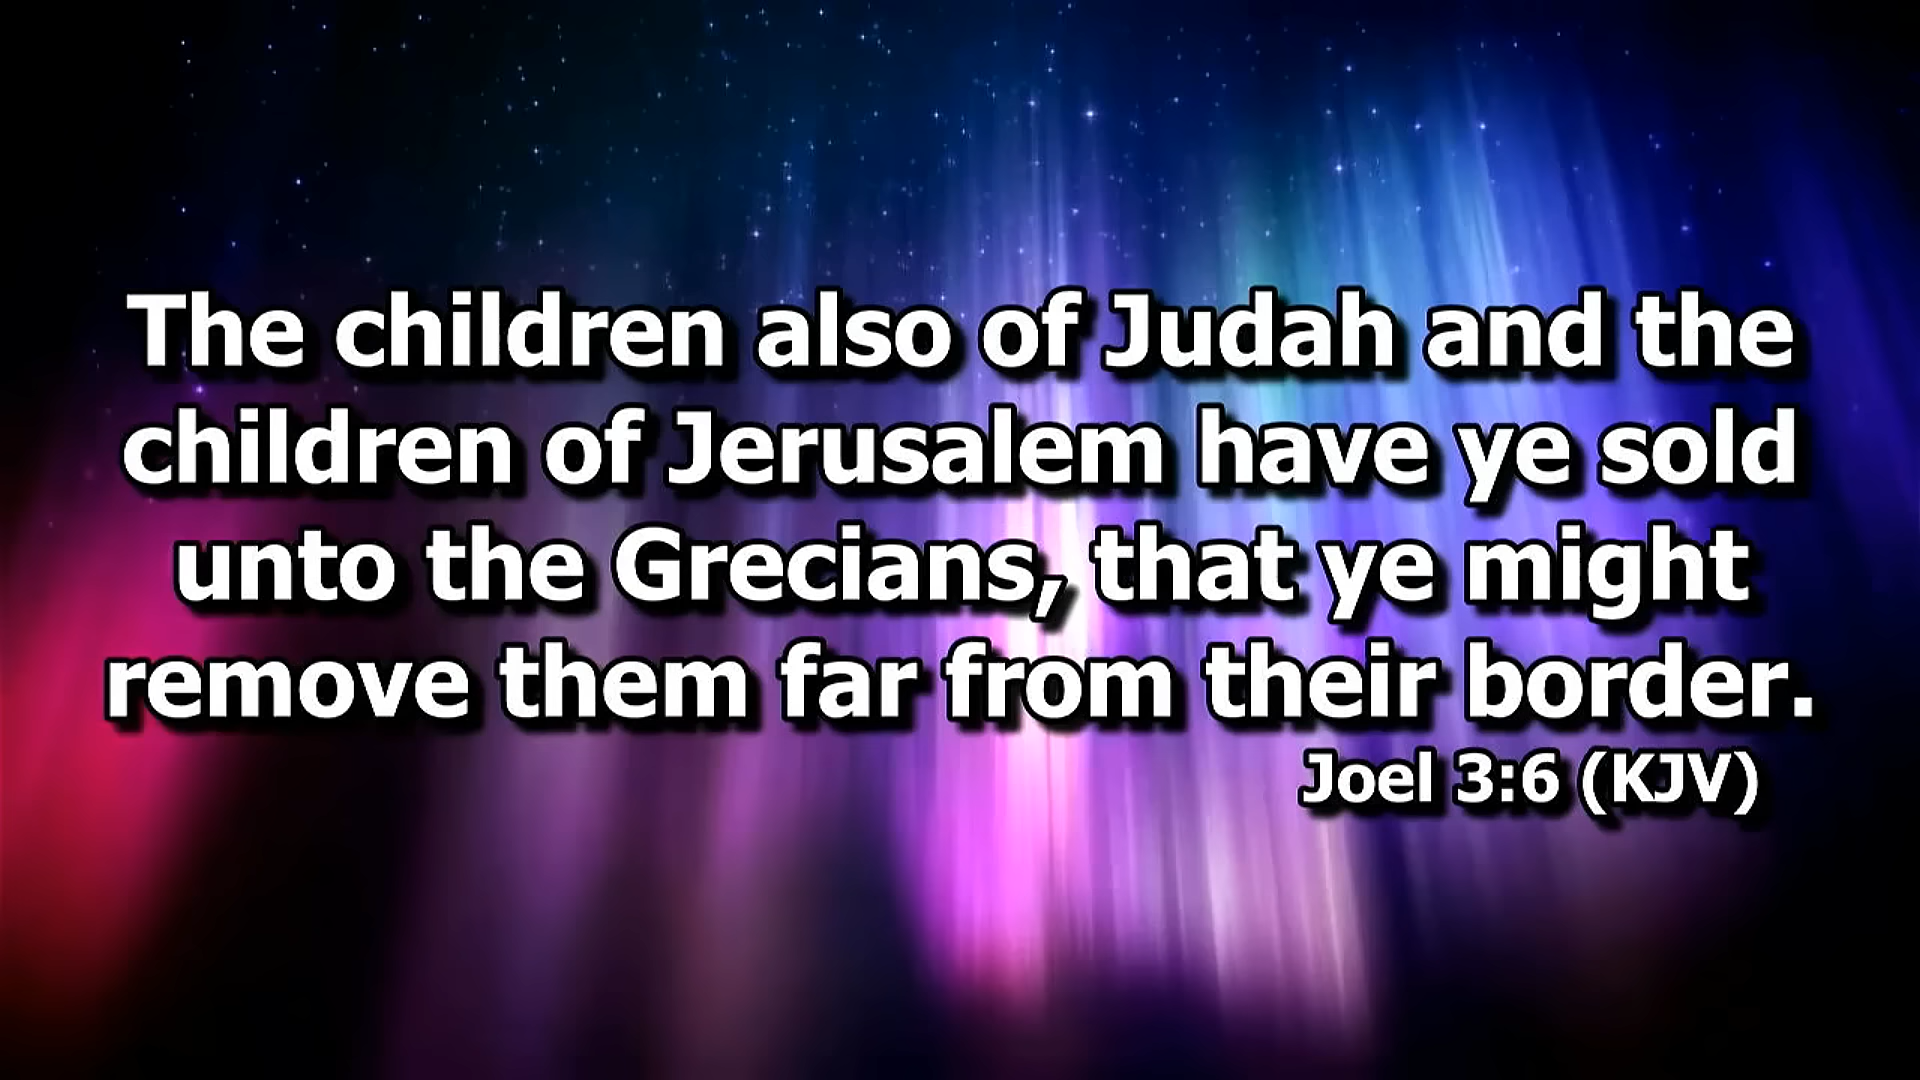 The children also of Judah and the
children of Jerusalem have ye sold
unto the Grecians, that ye might
remove them far from their border.
Joel 3:6 (KJV)